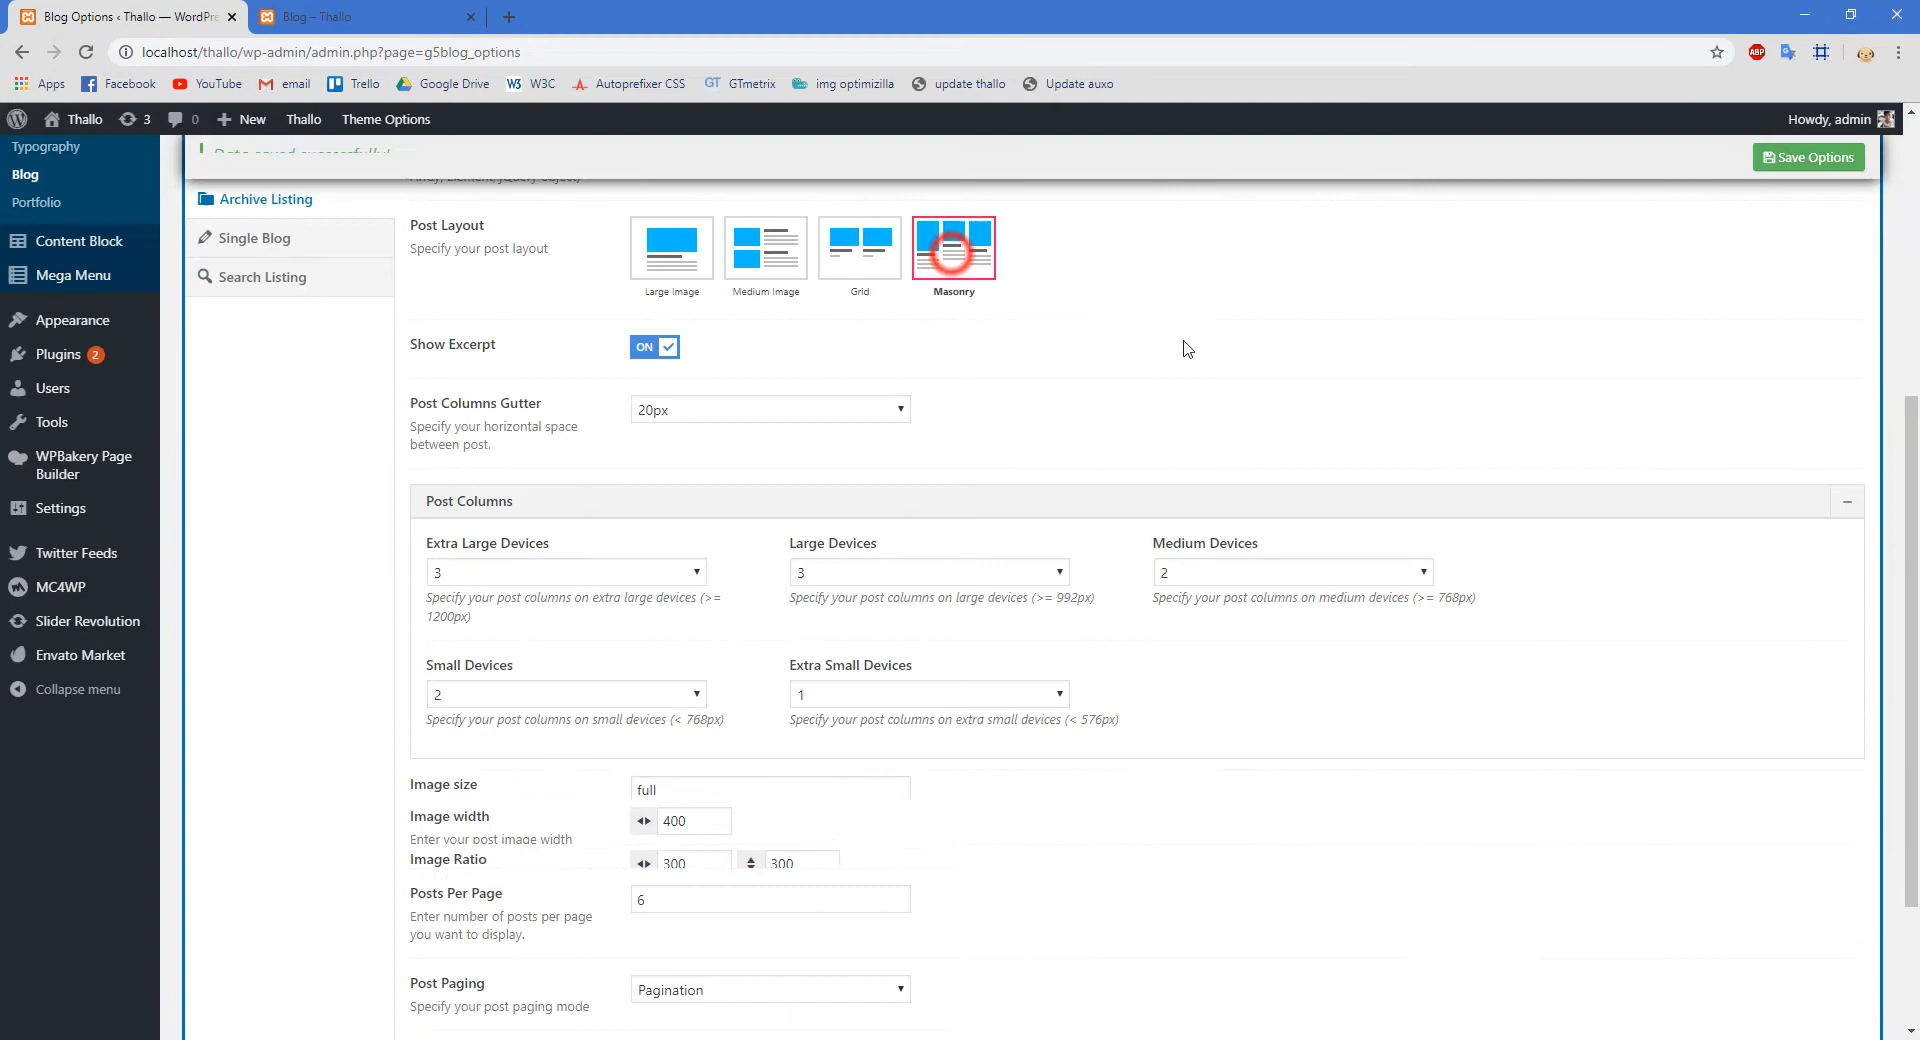 Blog Options ‹ Thallo — WordPre
Blog – Thallo
localhost/thallo/wp-admin/admin.php?page=g5blog_options
ABP
Apps
Facebook
YouTube
email
Trello
Google Drive
W3 W3C
Autoprefixer CSS
GT GTmetrix
img optimizilla
update thallo
Update auxo
Thallo
3
0
New
Thallo
Theme Options
Howdy, admin
Typography
Blog
Portfolio
Content Block
Mega Menu
Appearance
Plugins 2
Users
Tools
WPBakery Page
Builder
Settings
Twitter Feeds
MC4WP
Slider Revolution
Envato Market
Collapse menu
Data saved successfully!
Save Options
Archive Listing
Single Blog
Search Listing
Array, Element, jQuery object)
Post Layout
Specify your post layout
Large Image
Medium Image
Grid
Masonry
Show Excerpt
ON
Post Columns Gutter
Specify your horizontal space
between post.
20px
Post Columns
Extra Large Devices
3
Specify your post columns on extra large devices (>=
1200px)
Large Devices
3
Specify your post columns on large devices (>= 992px)
Medium Devices
2
Specify your post columns on medium devices (>= 768px)
Small Devices
2
Specify your post columns on small devices (< 768px)
Extra Small Devices
1
Specify your post columns on extra small devices (< 576px)
Image size
full
Image width
400
Enter your post image width
Image Ratio
300
300
Posts Per Page
6
Enter number of posts per page
you want to display.
Post Paging
Pagination
Specify your post paging mode